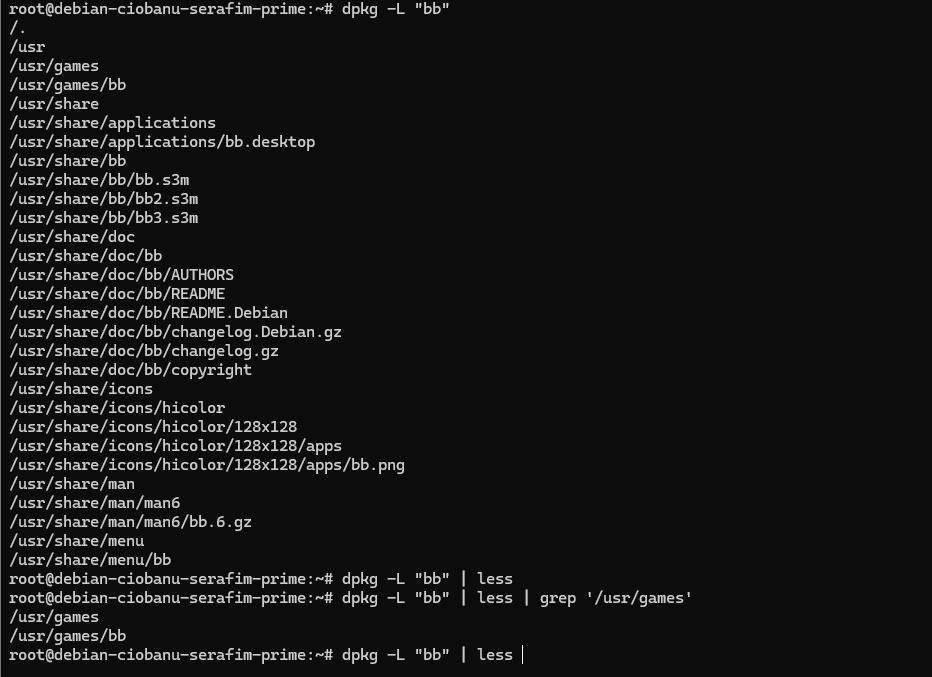 root@debian-ciobanu-serafim-prime:~# dpkg -L "bb"
/.
/usr
/usr/games
/usr/games/bb
/usr/share
/usr/share/applications
/usr/share/applications/bb.desktop
/usr/share/bb
/usr/share/bb/bb.s3m
/usr/share/bb/bb2.s3m
/usr/share/bb/bb3.s3m
/usr/share/doc
/usr/share/doc/bb
/usr/share/doc/bb/AUTHORS
/usr/share/doc/bb/README
/usr/share/doc/bb/README.Debian
/usr/share/doc/bb/changelog.Debian.gz
/usr/share/doc/bb/changelog.gz
/usr/share/doc/bb/copyright
/usr/share/icons
/usr/share/icons/hicolor
/usr/share/icons/hicolor/128x128
/usr/share/icons/hicolor/128x128/apps
/usr/share/icons/hicolor/128x128/apps/bb.png
/usr/share/man
/usr/share/man/man6
/usr/share/man/man6/bb.6.gz
/usr/share/menu
/usr/share/menu/bb
root@debian-ciobanu-serafim-prime:~# dpkg -L "bb" | less
root@debian-ciobanu-serafim-prime:~# dpkg -L "bb" | less | grep '/usr/games'
/usr/games
/usr/games/bb
root@debian-ciobanu-serafim-prime:~# dpkg -L "bb" | less